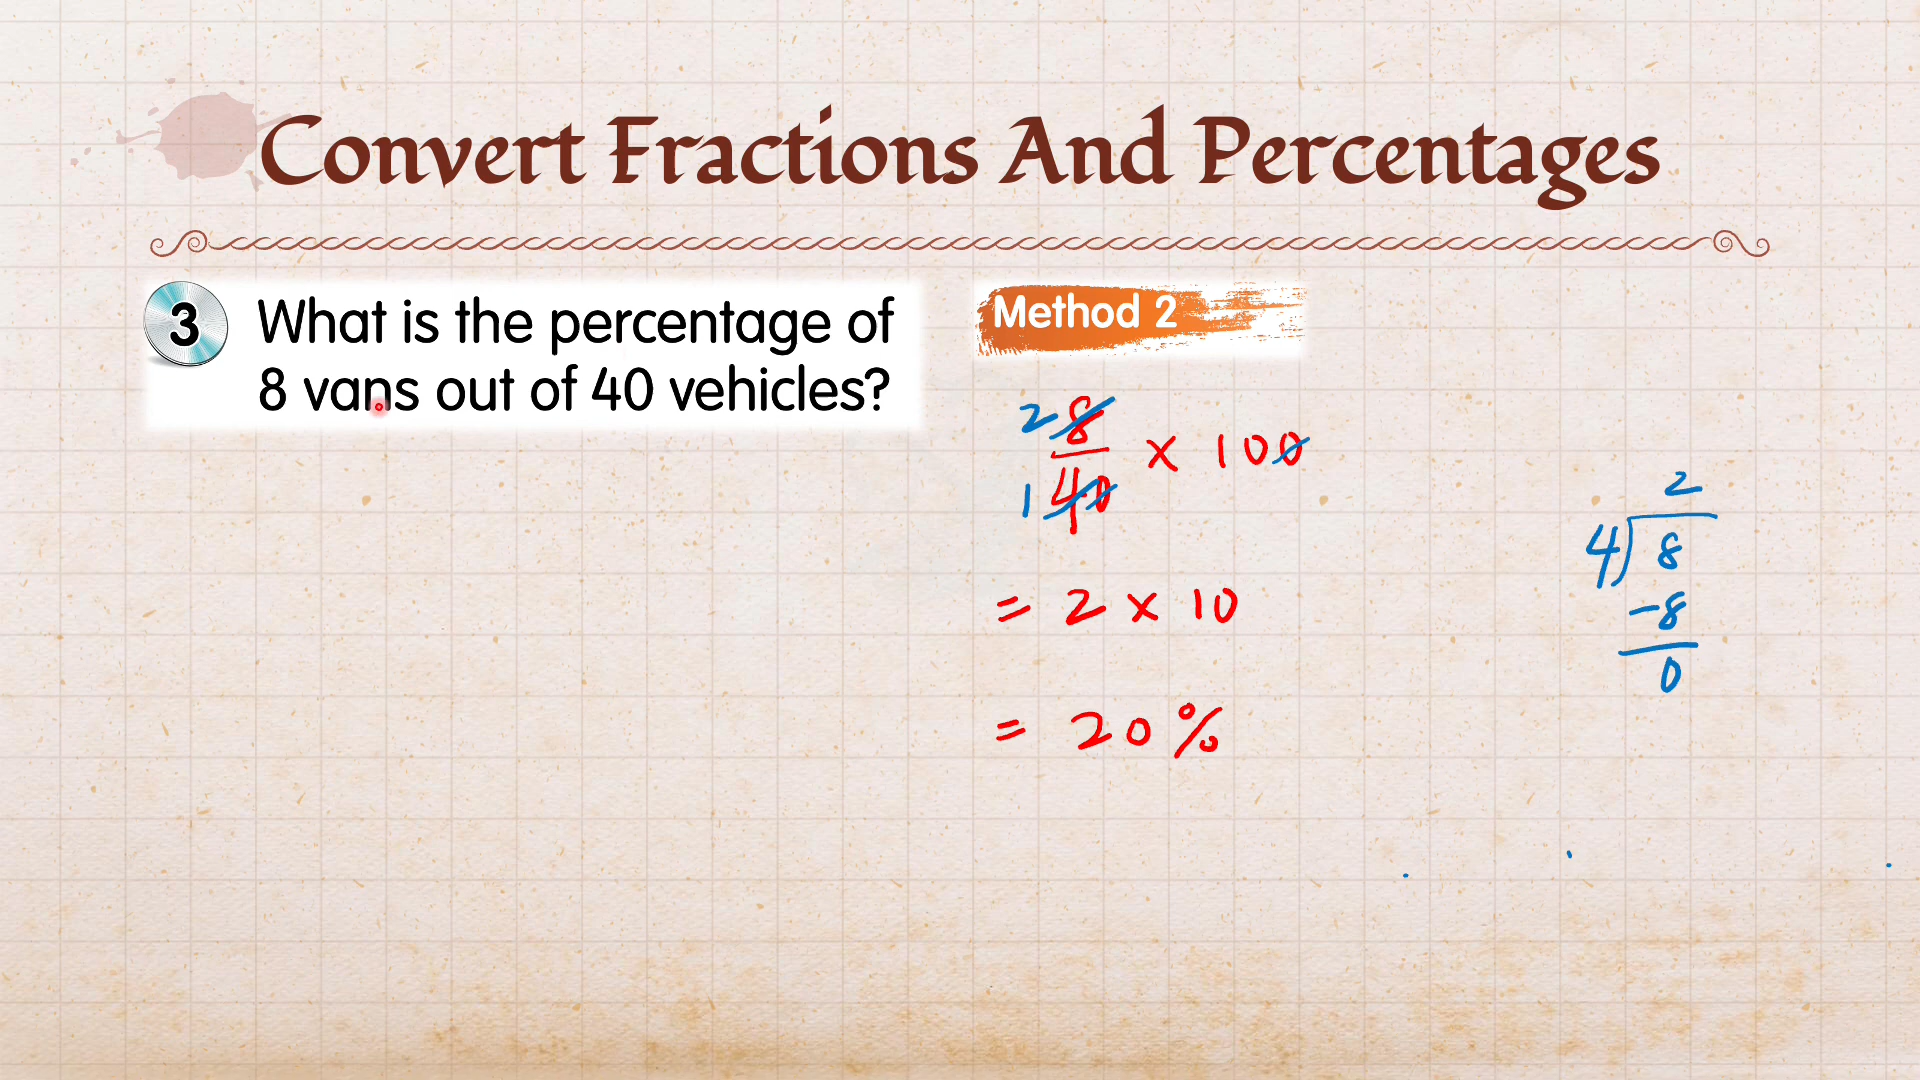 Convert Fractions And Percentages
3 What is the percentage of
8 vans out of 40 vehicles?
Method 2
2 8
— × 100
1 40
= 2 × 10
= 20%
2
4)8
-8
0